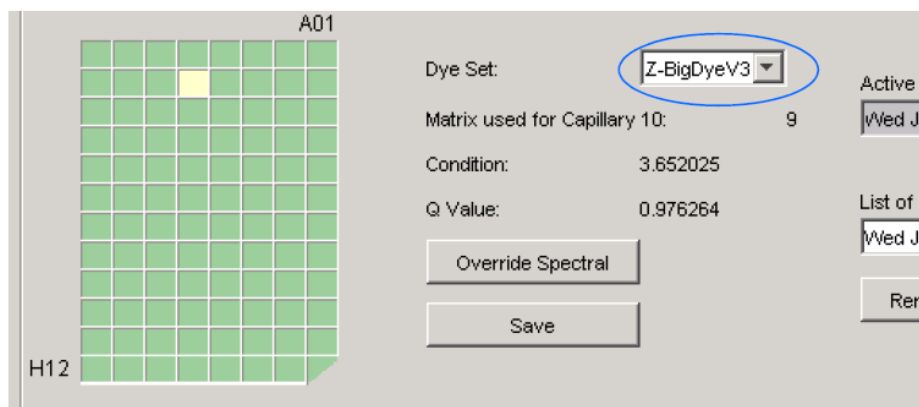 A01
Dye Set:
Z-BigDyeV3
Active
Matrix used for Capillary 10:
9
Wed J
Condition:
3.652025
Q Value:
0.976264
List of
Wed J
Override Spectral
Rer
Save
H12